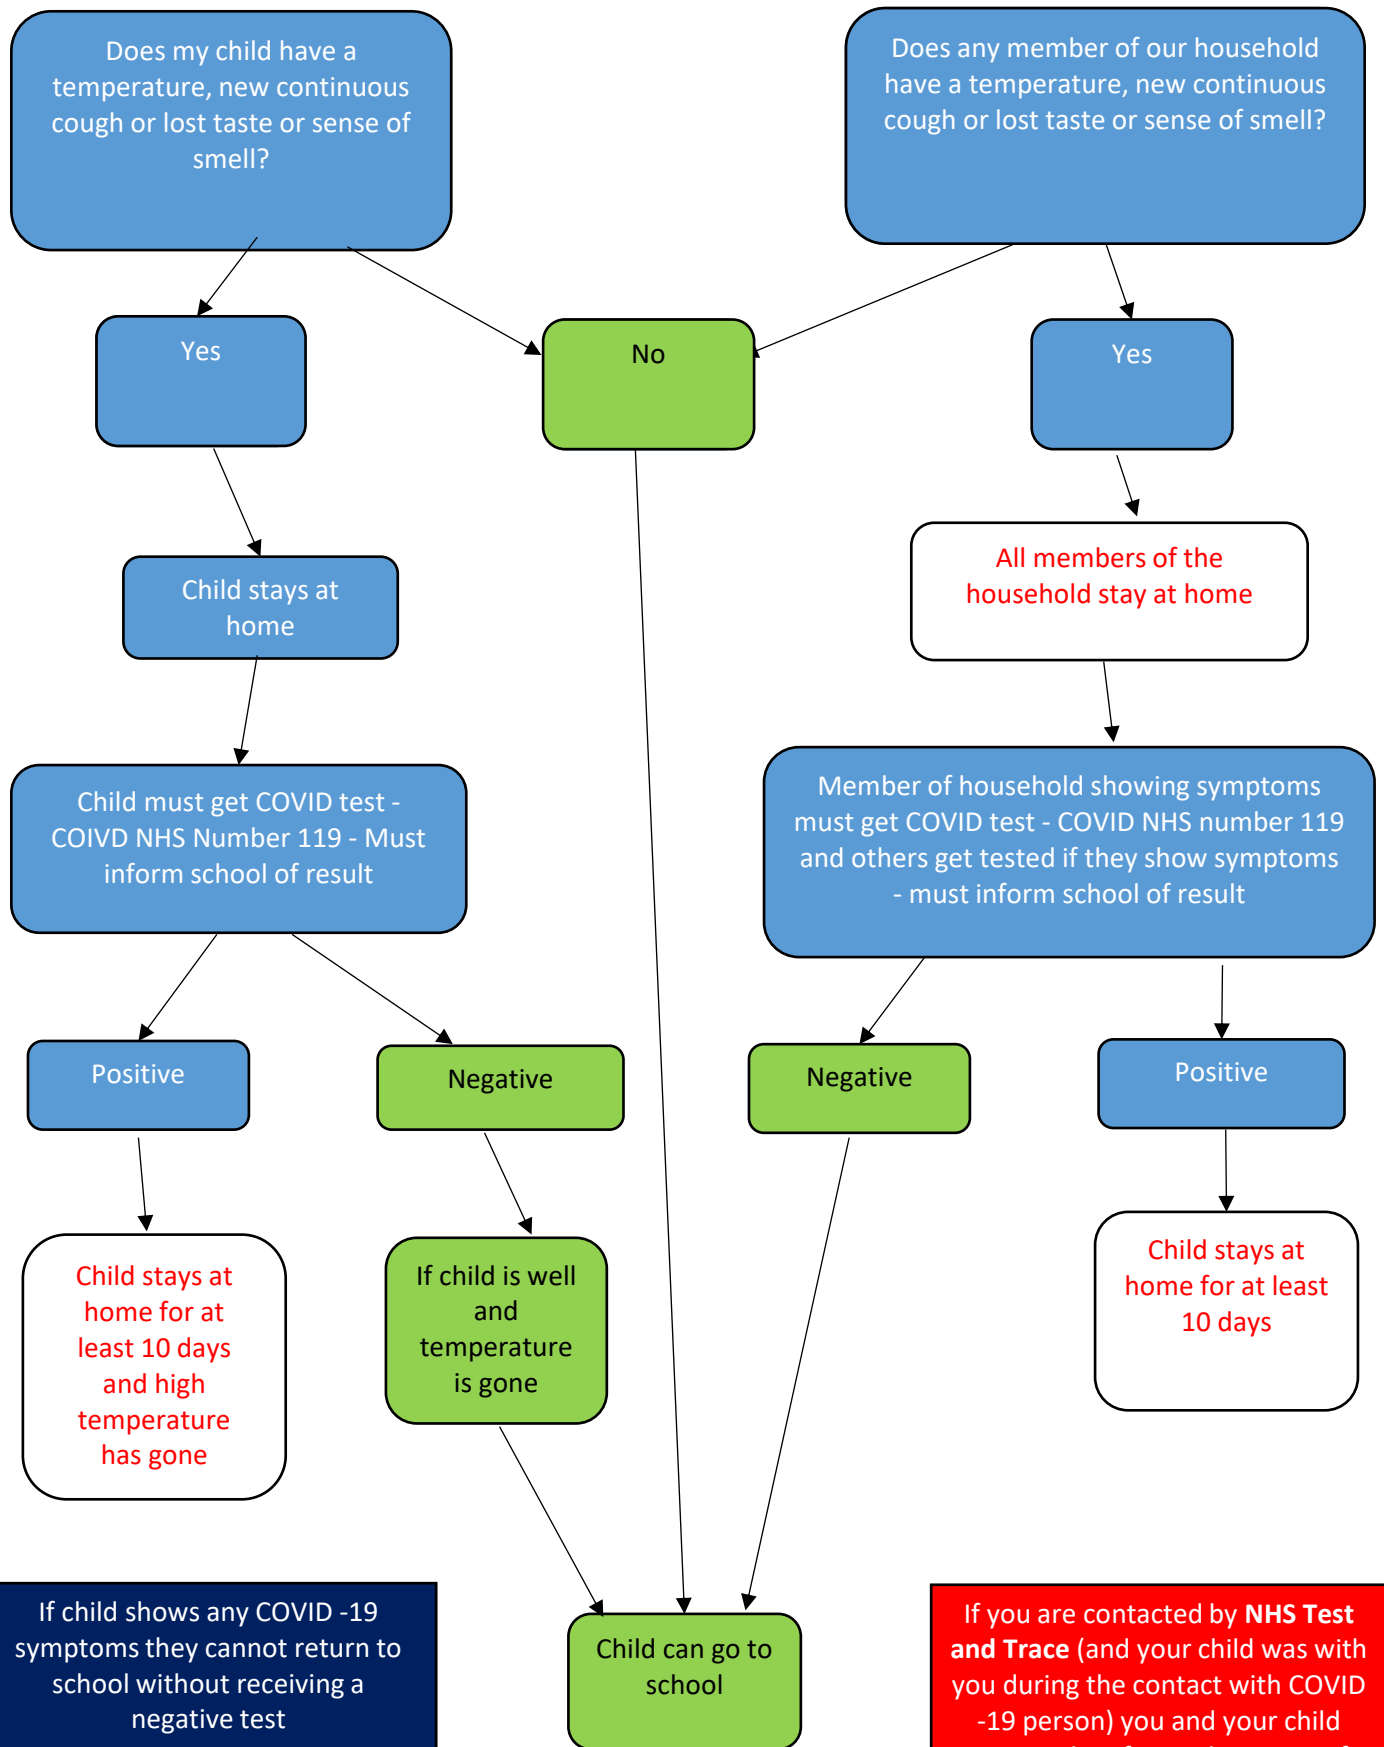 Does my child have a
temperature, new continuous
cough or lost taste or sense of
smell?
Does any member of our household
have a temperature, new continuous
cough or lost taste or sense of smell?
Yes
No
Yes
Child stays at
home
All members of the
household stay at home
Child must get COVID test -
COIVD NHS Number 119 - Must
inform school of result
Member of household showing symptoms
must get COVID test - COVID NHS number 119
and others get tested if they show symptoms
- must inform school of result
Positive
Negative
Negative
Positive
Child stays at
home for at
least 10 days
and high
temperature
has gone
If child is well
and
temperature
is gone
Child stays at
home for at least
10 days
If child shows any COVID -19
symptoms they cannot return to
school without receiving a
negative test
Child can go to
school
If you are contacted by NHS Test
and Trace (and your child was with
you during the contact with COVID
-19 person) you and your child